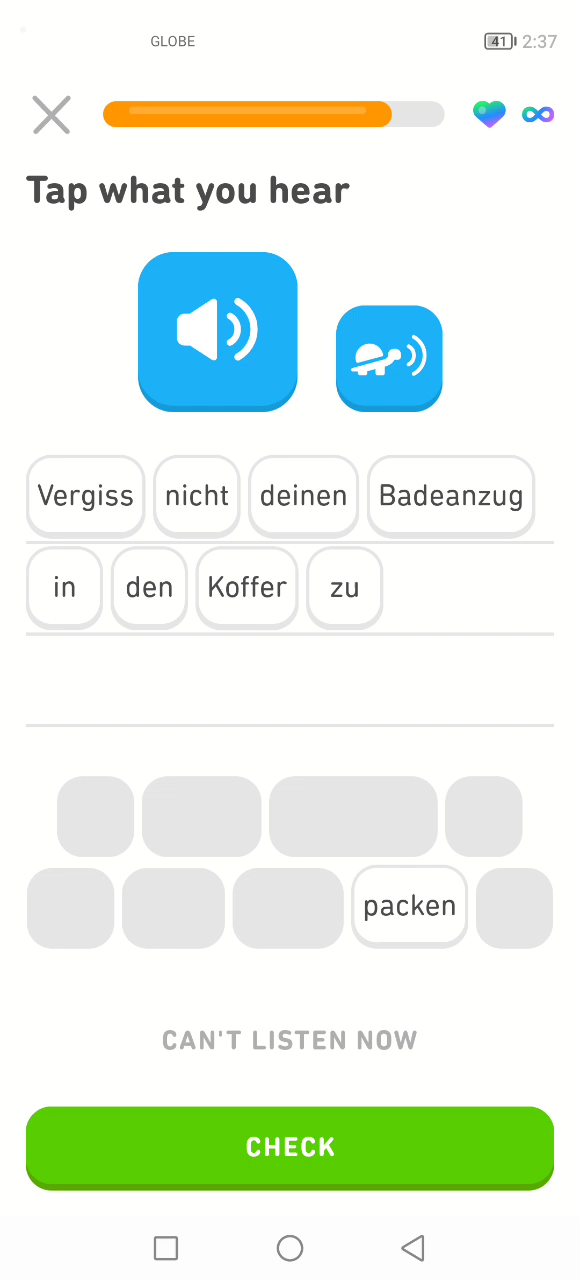 GLOBE 41 2:37
Tap what you hear
Vergiss nicht deinen Badeanzug
in den Koffer zu
packen
CAN'T LISTEN NOW
CHECK